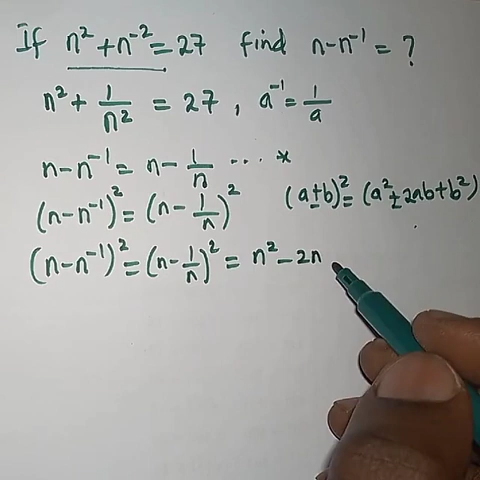 If n² + n⁻² = 27 find n - n⁻¹ = ?
n² + 1/n² = 27 , a⁻¹ = 1/a
n - n⁻¹ = n - 1/n ... *
(n - n⁻¹)² = (n - 1/n)² (a ± b)² = (a² ± 2ab + b²)
(n - n⁻¹)² = (n - 1/n)² = n² - 2n